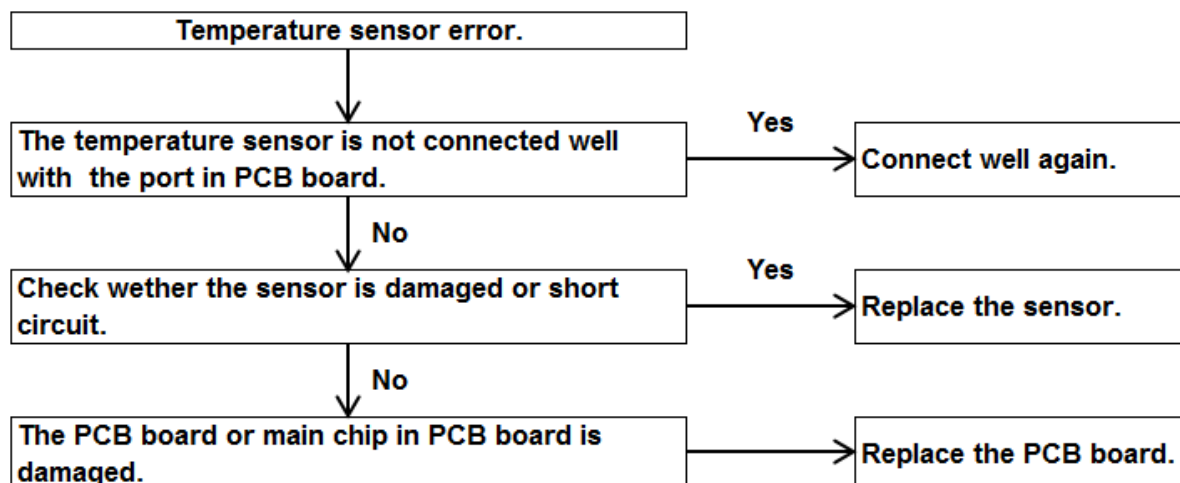 Temperature sensor error.
Yes
The temperature sensor is not connected well
with the port in PCB board.
Connect well again.
No
Yes
Check wether the sensor is damaged or short
circuit.
Replace the sensor.
No
The PCB board or main chip in PCB board is
damaged.
Replace the PCB board.